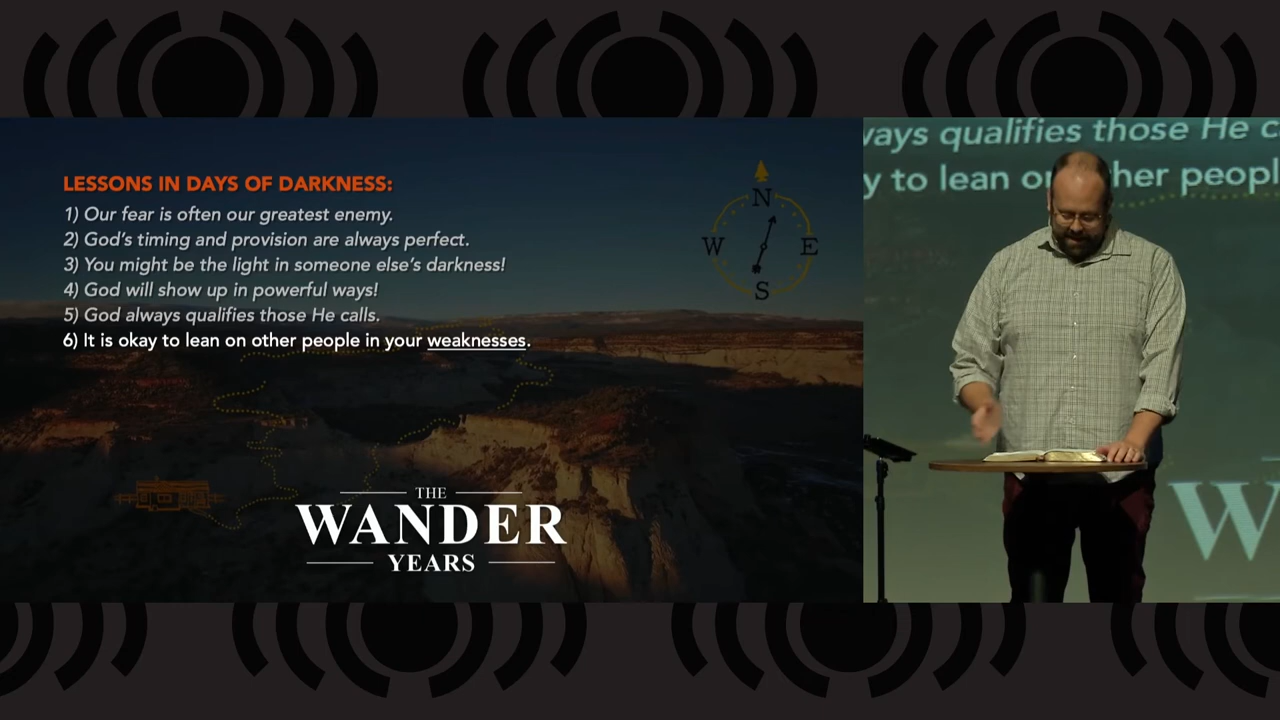 LESSONS IN DAYS OF DARKNESS:
1) Our fear is often our greatest enemy.
2) God's timing and provision are always perfect.
3) You might be the light in someone else's darkness!
4) God will show up in powerful ways!
5) God always qualifies those He calls.
6) It is okay to lean on other people in your weaknesses.
N
W E
S
THE
WANDER
YEARS
ways qualifies those He c
y to lean on other peopl
W